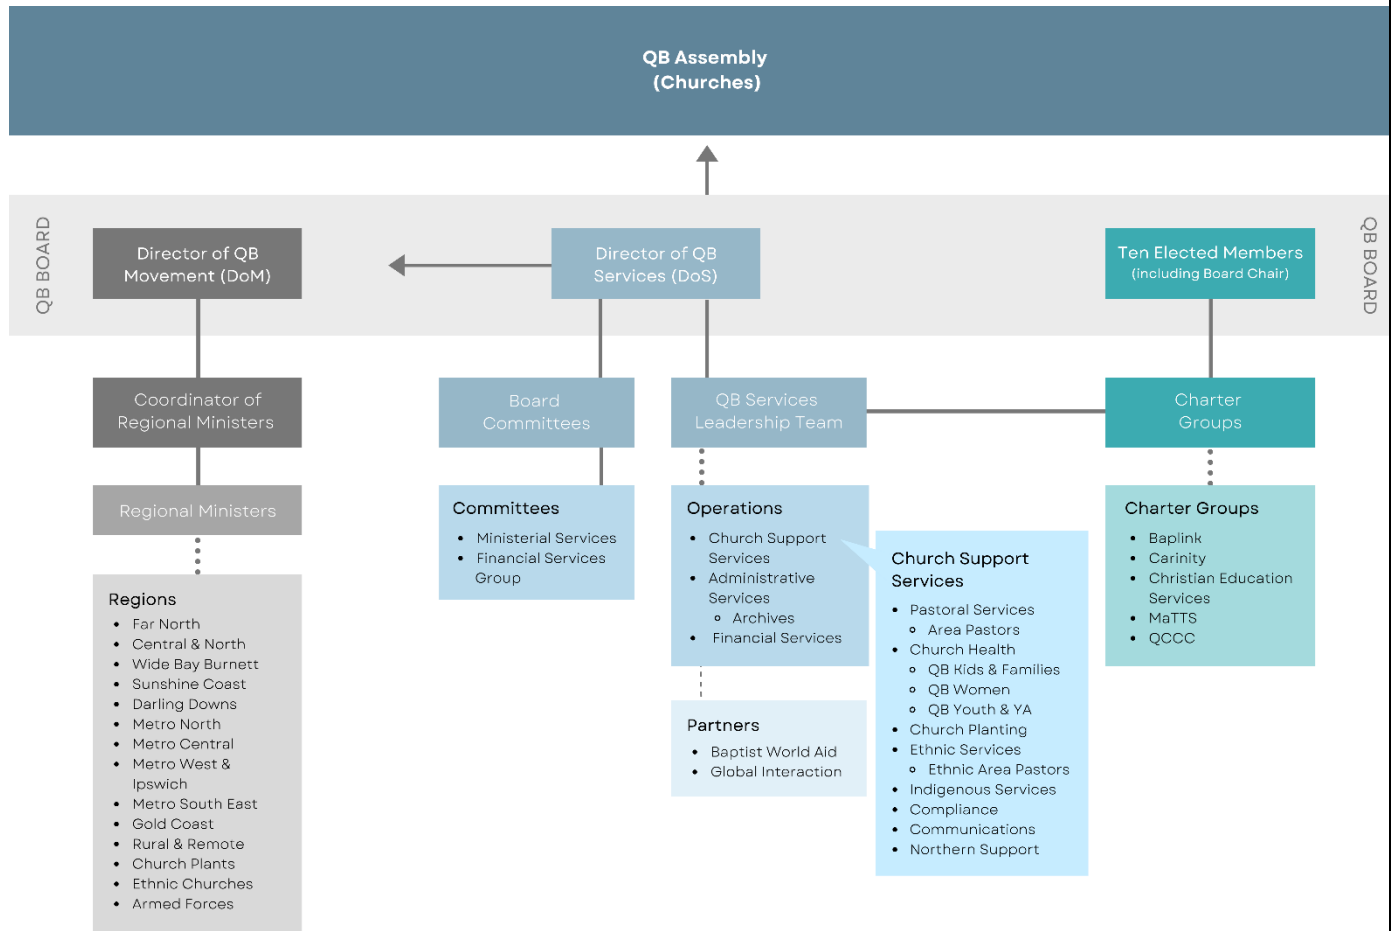 QB Assembly
(Churches)
QB BOARD
Director of QB
Movement (DoM)
Director of QB
Services (DoS)
Ten Elected Members
(including Board Chair)
QB BOARD
Coordinator of
Regional Ministers
Board
Committees
QB Services
Leadership Team
Charter
Groups
Regional Ministers
Regions
• Far North
• Central & North
• Wide Bay Burnett
• Sunshine Coast
• Darling Downs
• Metro North
• Metro Central
• Metro West &
Ipswich
• Metro South East
• Gold Coast
• Rural & Remote
• Church Plants
• Ethnic Churches
• Armed Forces
Committees
• Ministerial Services
• Financial Services
Group
Operations
• Church Support
Services
• Administrative
Services
◦ Archives
• Financial Services
Partners
• Baptist World Aid
• Global Interaction
Church Support
Services
• Pastoral Services
◦ Area Pastors
• Church Health
◦ QB Kids & Families
◦ QB Women
◦ QB Youth & YA
• Church Planting
• Ethnic Services
◦ Ethnic Area Pastors
• Indigenous Services
• Compliance
• Communications
• Northern Support
Charter Groups
• Baplink
• Carinity
• Christian Education
Services
• MaTTS
• QCCC